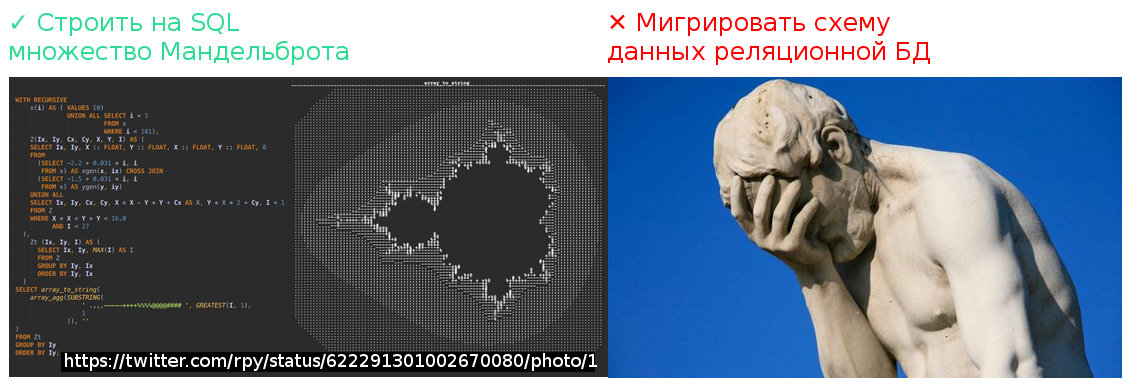 ✓ Строить на SQL
множество Мандельброта
✕ Мигрировать схему
данных реляционной БД
array_to_string
WITH RECURSIVE
x(i) AS ( VALUES (0)
UNION ALL SELECT i + 1
FROM x
WHERE i < 101),
Z(Ix, Iy, Cx, Cy, X, Y, I) AS (
SELECT Ix, Iy, X :: FLOAT, Y :: FLOAT, X :: FLOAT, Y :: FLOAT, 0
FROM
(SELECT -2.2 + 0.031 * i, i
FROM x) AS xgen(x, ix) CROSS JOIN
(SELECT -1.5 + 0.031 * i, i
FROM x) AS ygen(y, iy)
UNION ALL
SELECT Ix, Iy, Cx, Cy, X * X - Y * Y + Cx AS X, Y * X * 2 + Cy, I + 1
FROM Z
WHERE X * X + Y * Y < 16.0
AND I < 27
),
Zt (Ix, Iy, I) AS (
SELECT Ix, Iy, MAX(I) AS I
FROM Z
GROUP BY Iy, Ix
ORDER BY Iy, Ix
)
SELECT array_to_string(
array_agg(SUBSTRING(
GREATEST(I, 1),
1
)), ''
)
FROM Zt
GROUP BY Iy
ORDER BY Iy;
https://twitter.com/rpy/status/622291301002670080/photo/1